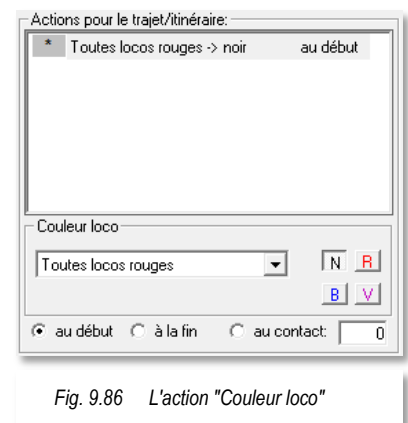 Actions pour le trajet/itinéraire:
* Toutes locos rouges -> noir au début
Couleur loco
Toutes locos rouges N R
B V
au début à la fin au contact: 0
Fig. 9.86 L'action "Couleur loco"